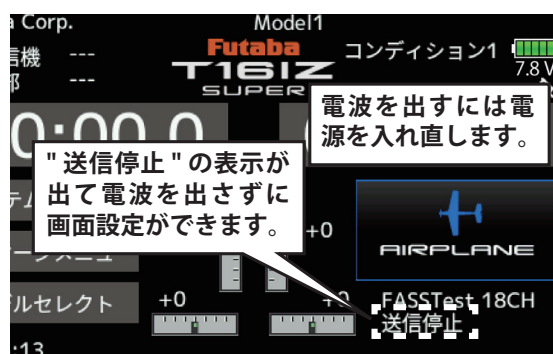 Corp.
Model1
信機 ---
部 ---
Futaba
T16IZ
SUPER
コンディション1
7.8 V
電波を出すには電
源を入れ直します。
"送信停止"の表示が
出て電波を出さずに
画面設定ができます。
+0
AIRPLANE
ルセレクト
+0
+0
FASSTest 18CH
送信停止
:13